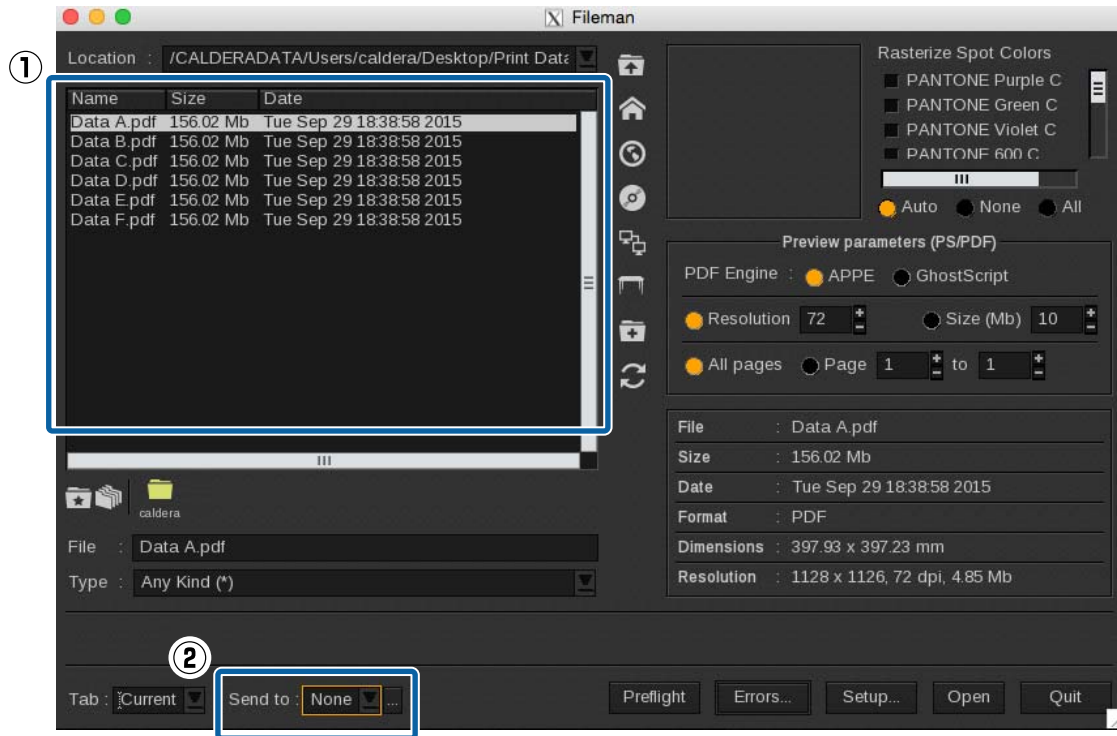 X Fileman
①
Location : /CALDERADATA/Users/caldera/Desktop/Print Data
Name Size Date
Data A.pdf 156.02 Mb Tue Sep 29 18:38:58 2015
Data B.pdf 156.02 Mb Tue Sep 29 18:38:58 2015
Data C.pdf 156.02 Mb Tue Sep 29 18:38:58 2015
Data D.pdf 156.02 Mb Tue Sep 29 18:38:58 2015
Data E.pdf 156.02 Mb Tue Sep 29 18:38:58 2015
Data F.pdf 156.02 Mb Tue Sep 29 18:38:58 2015
caldera
File : Data A.pdf
Type : Any Kind (*)
Rasterize Spot Colors
PANTONE Purple C
PANTONE Green C
PANTONE Violet C
PANTONE 600 C
Auto None All
Preview parameters (PS/PDF)
PDF Engine : APPE GhostScript
Resolution 72 Size (Mb) 10
All pages Page 1 to 1
File : Data A.pdf
Size : 156.02 Mb
Date : Tue Sep 29 18:38:58 2015
Format : PDF
Dimensions : 397.93 x 397.23 mm
Resolution : 1128 x 1126, 72 dpi, 4.85 Mb
②
Tab : Current Send to : None ... Preflight Errors... Setup... Open Quit